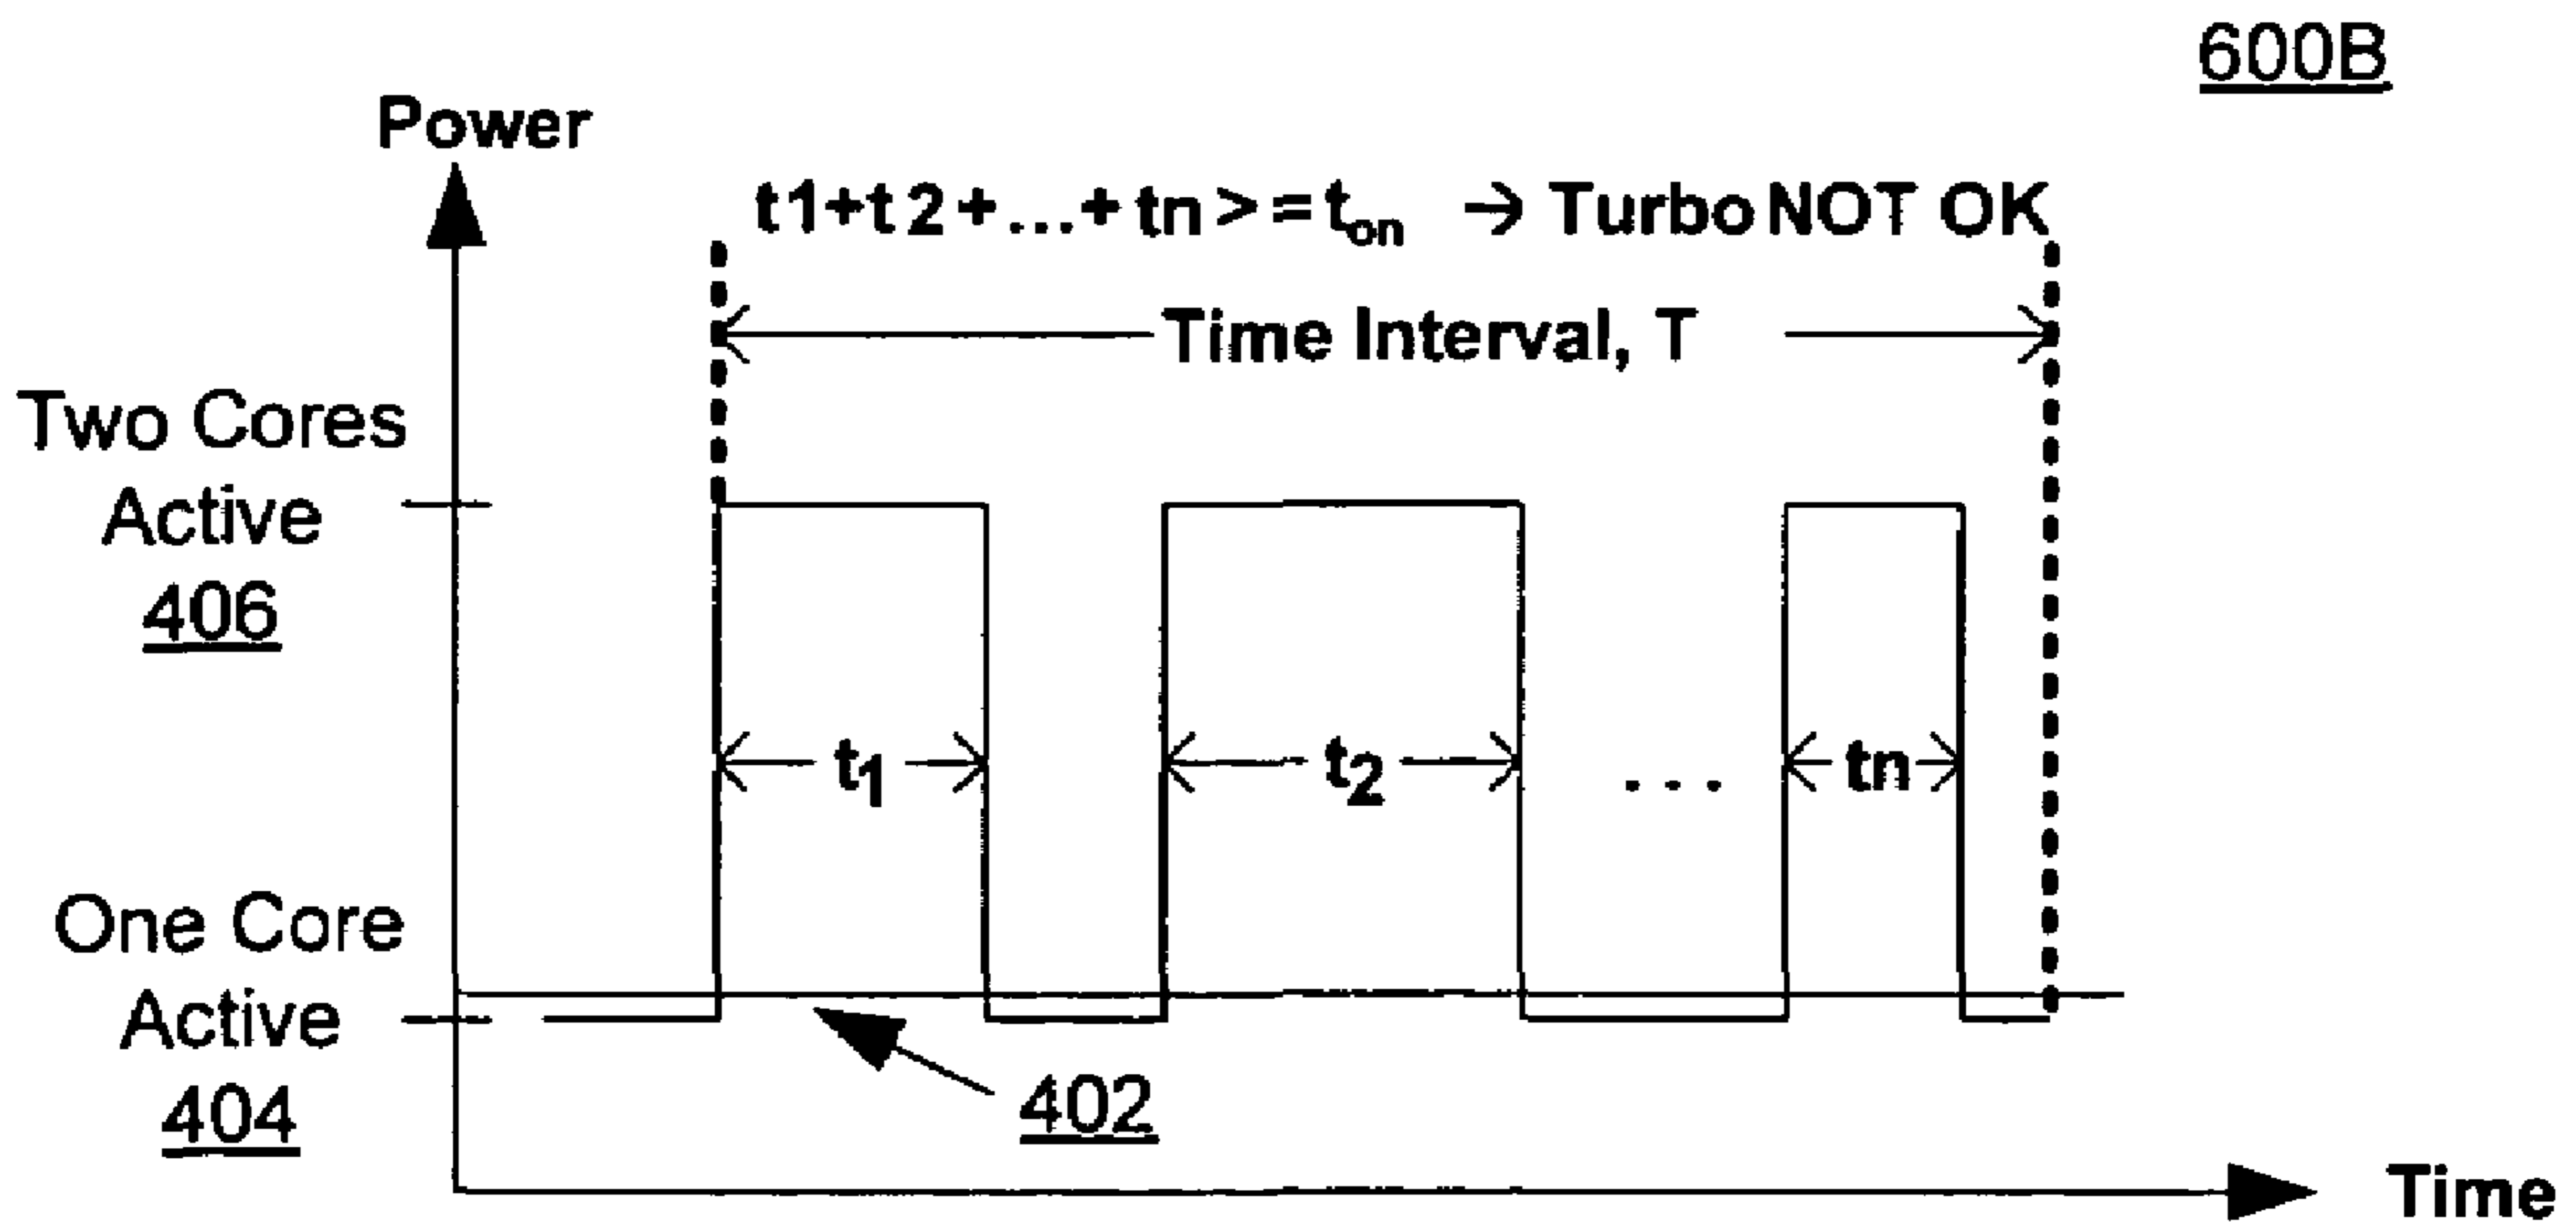 600B
Power
t1+t2+...+tn>=ton → Turbo NOT OK
Time Interval, T
Two Cores
Active
406
t1
t2
...
tn
One Core
Active
404
402
Time